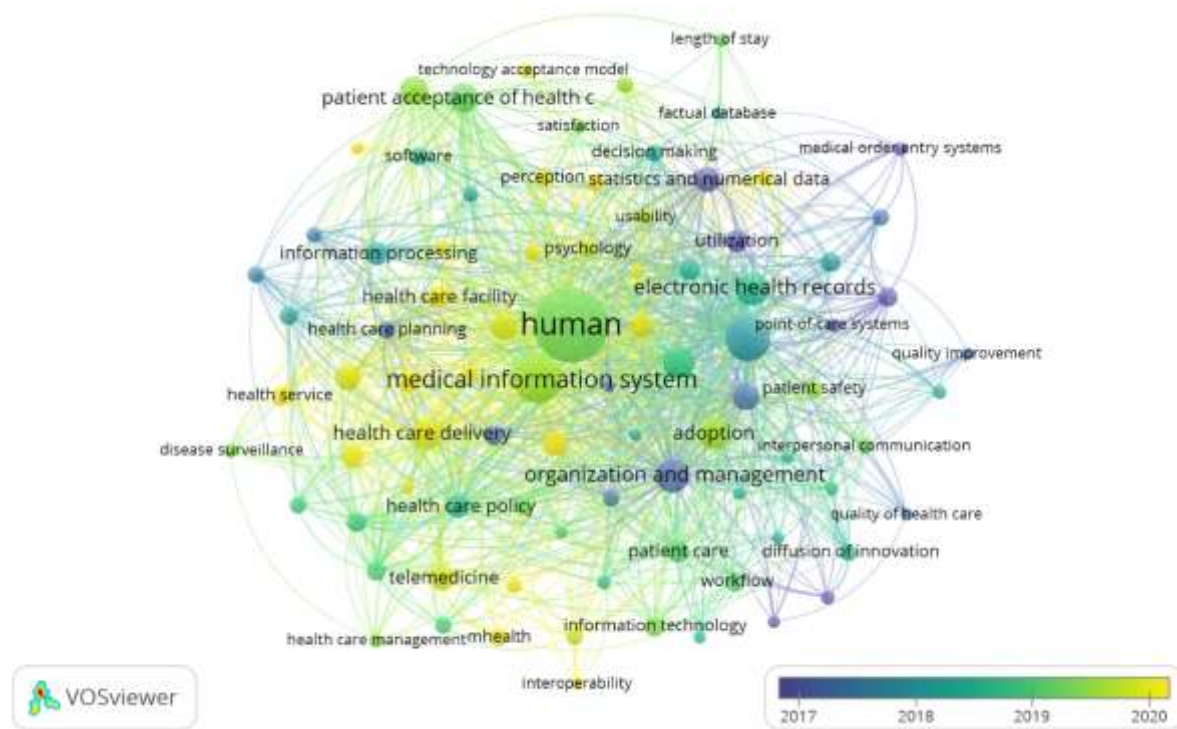 length of stay
technology acceptance model
patient acceptance of health c
factual database
satisfaction
medical order entry systems
software
decision making
perception
statistics and numerical data
usability
utilization
information processing
psychology
electronic health records
health care facility
human
health care planning
point-of-care systems
quality improvement
medical information system
patient safety
health service
health care delivery
adoption
disease surveillance
interpersonal communication
organization and management
health care policy
quality of health care
patient care
diffusion of innovation
telemedicine
workflow
information technology
health care management
mhealth
interoperability
VOSviewer
2017
2018
2019
2020